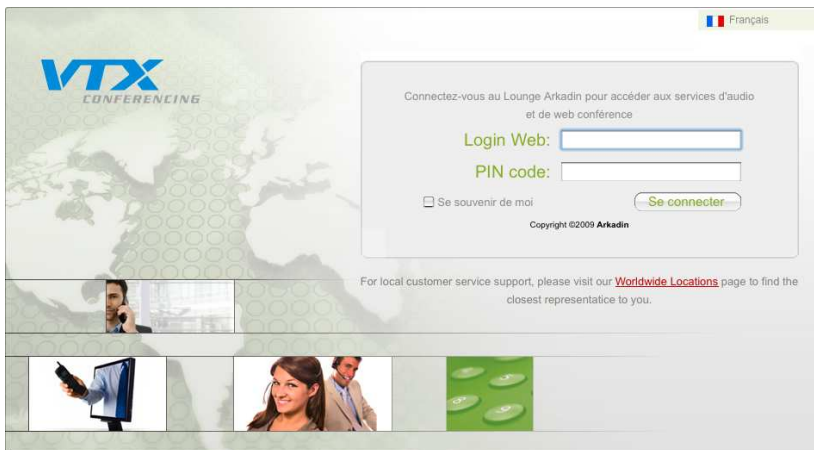 Français
VTX
CONFERENCING
Connectez-vous au Lounge Arkadin pour accéder aux services d'audio
et de web conférence
Login Web:
PIN code:
Se souvenir de moi
Se connecter
Copyright ©2009 Arkadin
For local customer service support, please visit our Worldwide Locations page to find the
closest representatice to you.